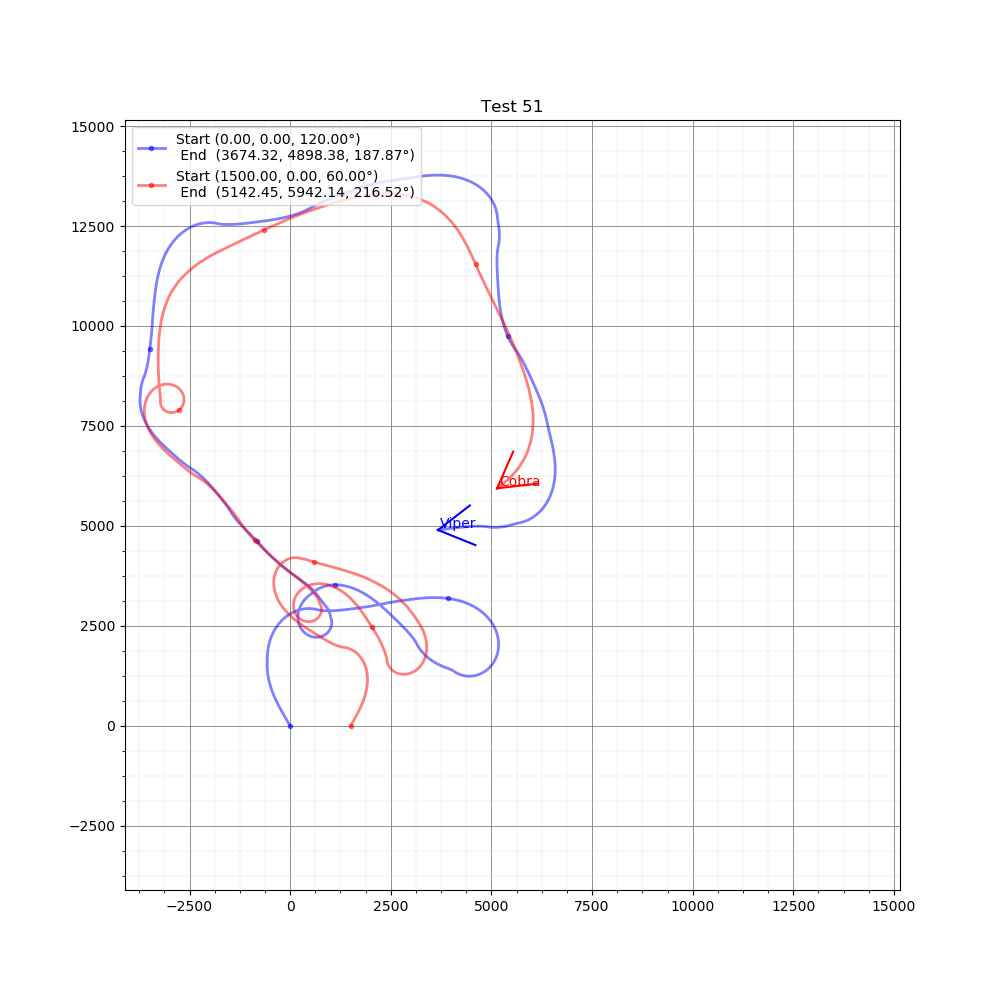 Test 51
Start (0.00, 0.00, 120.00°)
End (3674.32, 4898.38, 187.87°)
Start (1500.00, 0.00, 60.00°)
End (5142.45, 5942.14, 216.52°)
15000
12500
10000
7500
5000
2500
0
−2500
Cobra
Viper
−2500 0 2500 5000 7500 10000 12500 15000